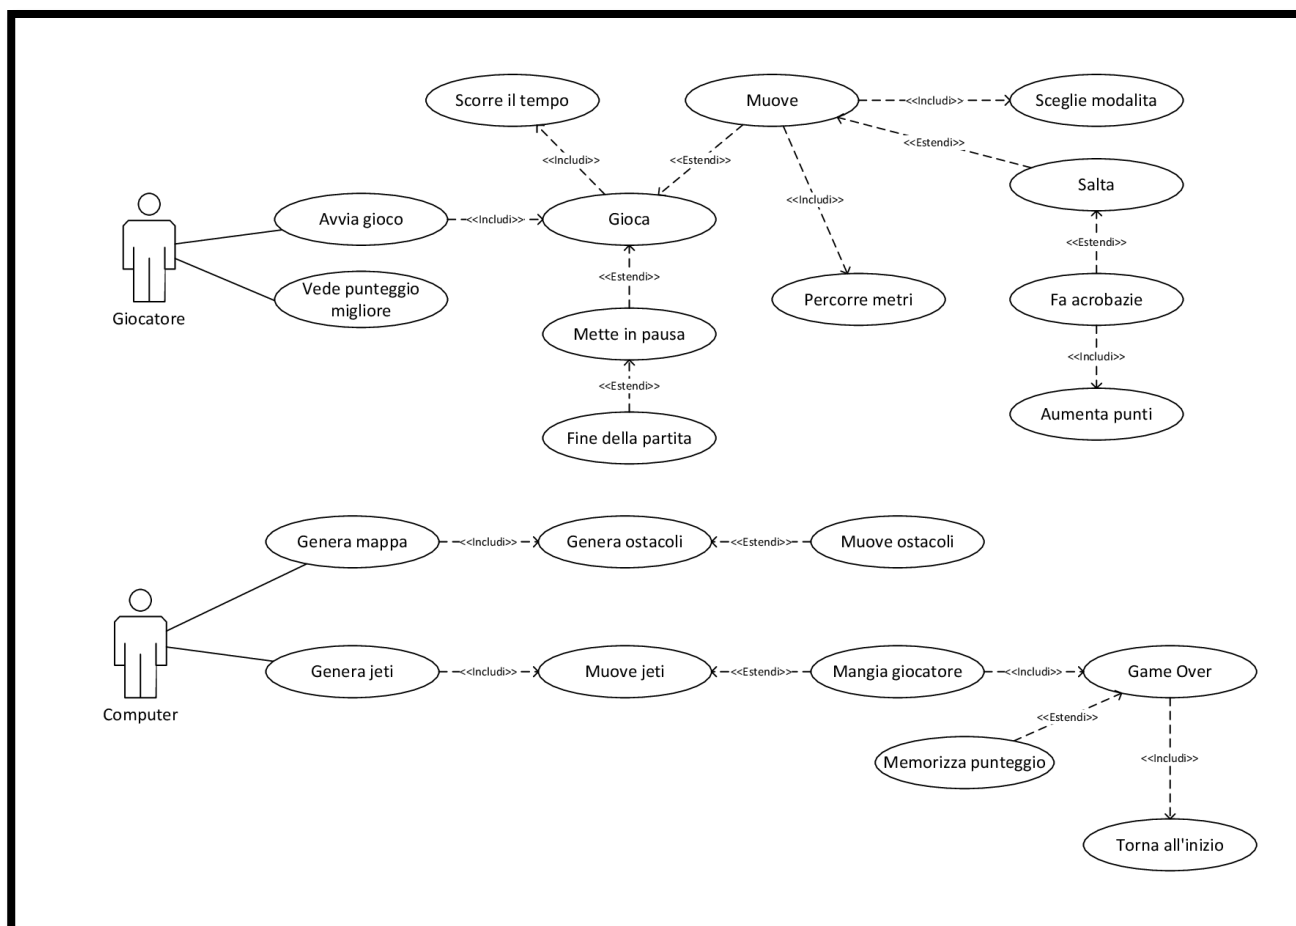 Scorre il tempo
Muove
<<Includi>>
Sceglie modalita
<<Estendi>>
<<Includi>>
<<Estendi>>
Salta
<<Includi>>
Avvia gioco
<<Includi>>
Gioca
<<Estendi>>
<<Estendi>>
Vede punteggio
migliore
Percorre metri
Fa acrobazie
Giocatore
Mette in pausa
<<Includi>>
<<Estendi>>
Aumenta punti
Fine della partita
Genera mappa
<<Includi>>
Genera ostacoli
<<Estendi>>
Muove ostacoli
Genera jeti
<<Includi>>
Muove jeti
<<Estendi>>
Mangia giocatore
<<Includi>>
Game Over
Computer
<<Estendi>>
Memorizza punteggio
<<Includi>>
Torna all'inizio